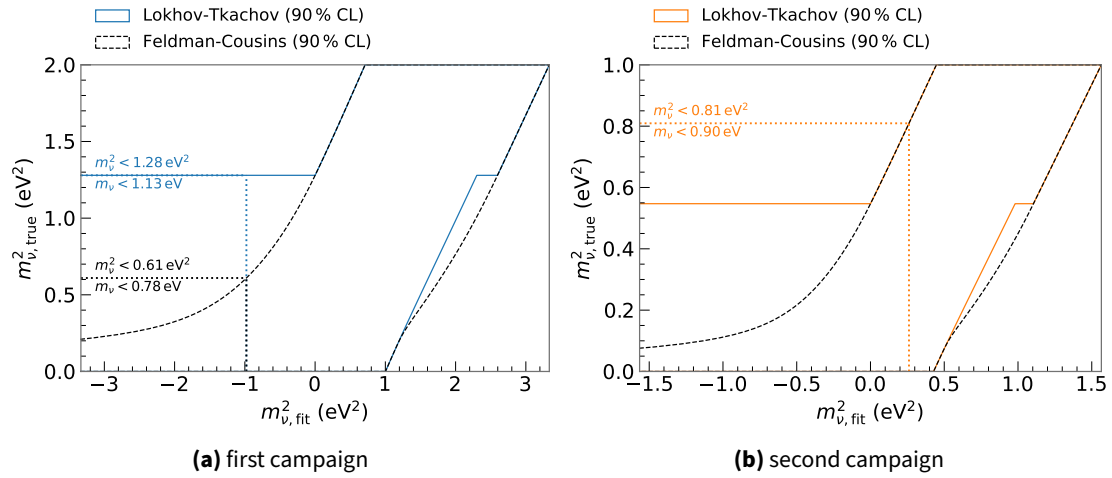 Lokhov-Tkachov (90 % CL)
Feldman-Cousins (90 % CL)
2.0
1.5
1.0
0.5
0.0
m²ν,true (eV²)
m²ν < 1.28 eV²
mν < 1.13 eV
m²ν < 0.61 eV²
mν < 0.78 eV
−3 −2 −1 0 1 2 3
m²ν,fit (eV²)
(a) first campaign
Lokhov-Tkachov (90 % CL)
Feldman-Cousins (90 % CL)
1.0
0.8
0.6
0.4
0.2
0.0
m²ν,true (eV²)
m²ν < 0.81 eV²
mν < 0.90 eV
−1.5 −1.0 −0.5 0.0 0.5 1.0 1.5
m²ν,fit (eV²)
(b) second campaign